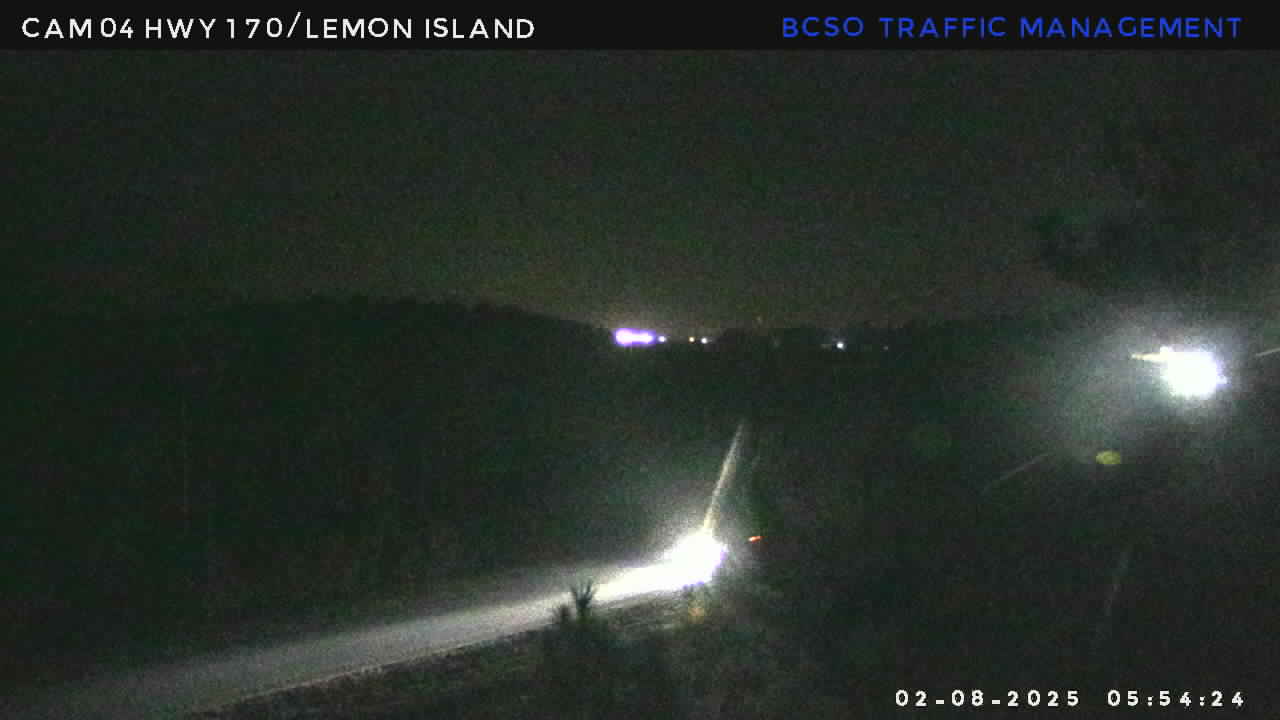 CAM04 HWY 170/LEMON ISLAND
BCSO TRAFFIC MANAGEMENT
02-08-2025 05:54:24